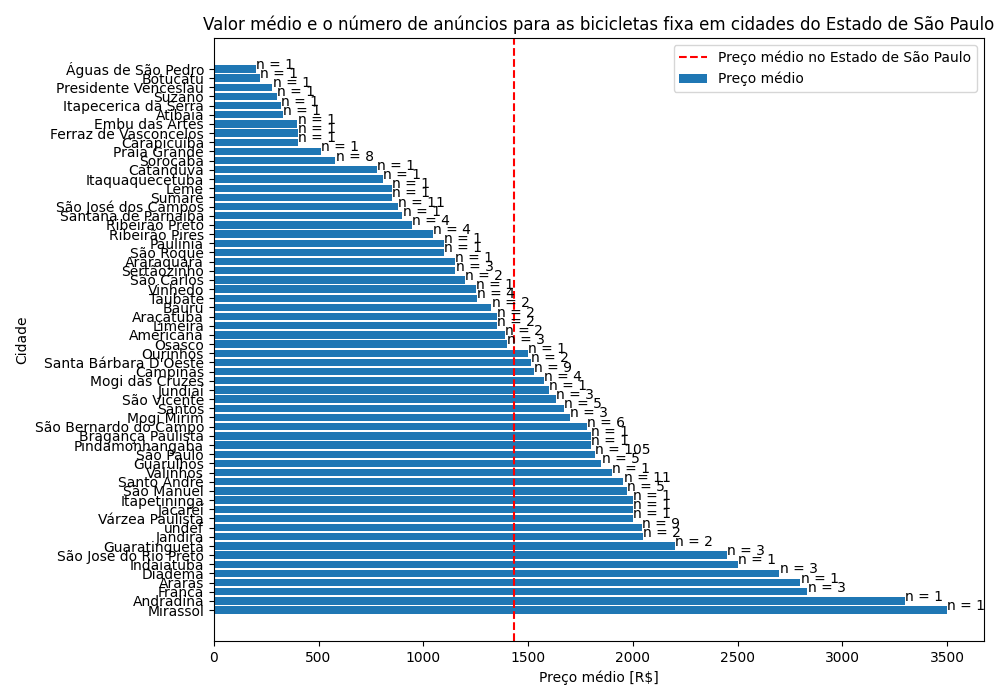 Valor médio e o número de anúncios para as bicicletas fixa em cidades do Estado de São Paulo
Preço médio no Estado de São Paulo
Preço médio
Cidade
Águas de São Pedro n = 1
Botucatu n = 1
Presidente Venceslau n = 1
Suzano n = 1
Itapecerica da Serra n = 1
Atibaia n = 1
Embu das Artes n = 1
Ferraz de Vasconcelos n = 1
Carapicuíba n = 1
Praia Grande n = 1
Sorocaba n = 8
Catanduva n = 1
Itaquaquecetuba n = 1
Leme n = 1
Sumaré n = 1
São José dos Campos n = 11
Santana de Parnaíba n = 1
Ribeirão Preto n = 4
Ribeirão Pires n = 4
Paulínia n = 1
São Roque n = 1
Araraquara n = 1
Sertãozinho n = 3
São Carlos n = 2
Vinhedo n = 1
Taubaté n = 4
Bauru n = 2
Araçatuba n = 2
Limeira n = 2
Americana n = 2
Osasco n = 3
Ourinhos n = 1
Santa Bárbara D'Oeste n = 2
Campinas n = 9
Mogi das Cruzes n = 4
Jundiaí n = 1
São Vicente n = 3
Santos n = 5
Mogi Mirim n = 3
São Bernardo do Campo n = 6
Bragança Paulista n = 1
Pindamonhangaba n = 1
São Paulo n = 105
Guarulhos n = 5
Valinhos n = 1
Santo André n = 11
São Manuel n = 5
Itapetininga n = 1
Jacareí n = 1
Várzea Paulista n = 1
undef n = 9
Jandira n = 2
Guaratinguetá n = 2
São José do Rio Preto n = 3
Indaiatuba n = 1
Diadema n = 3
Araras n = 1
Franca n = 3
Andradina n = 1
Mirassol n = 1
0 500 1000 1500 2000 2500 3000 3500
Preço médio [R$]